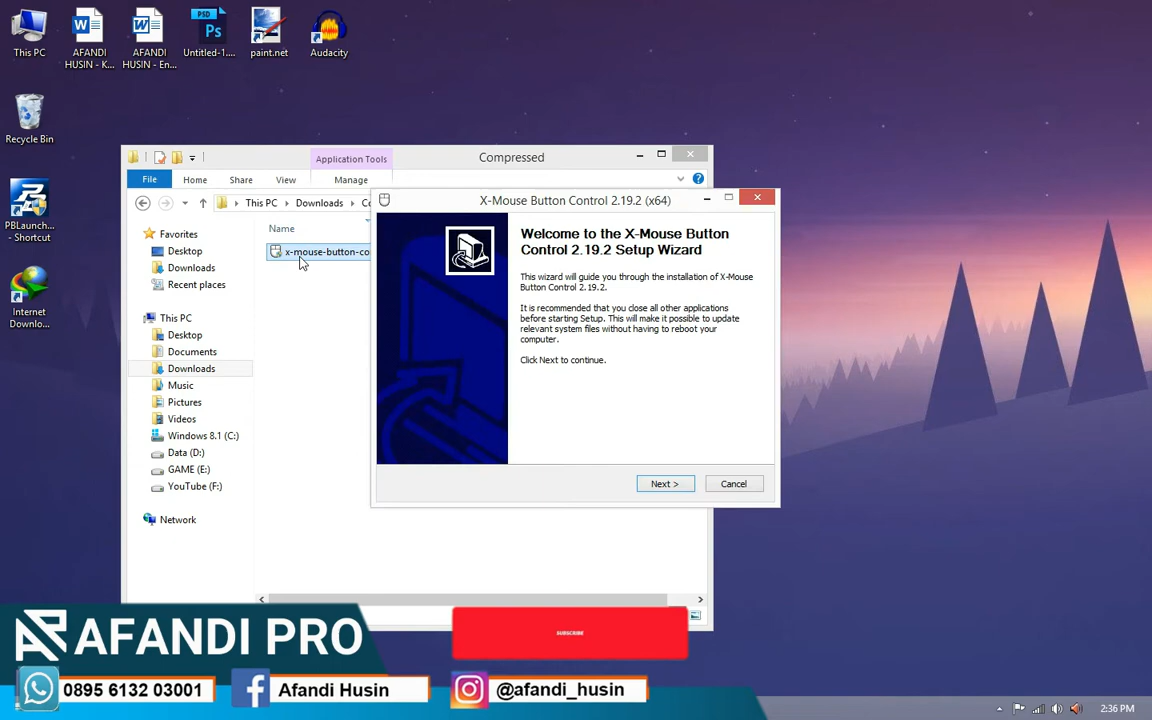 This PC
AFANDI
HUSIN - K...
AFANDI
HUSIN - En...
PSD
Ps
Untitled-1....
paint.net
Audacity
Recycle Bin
PBLaunch...
- Shortcut
Internet
Downlo...
Application Tools
Compressed
File
Home
Share
View
Manage
This PC
Downloads
Co
Favorites
Desktop
Downloads
Recent places
This PC
Desktop
Documents
Downloads
Music
Pictures
Videos
Windows 8.1 (C:)
Data (D:)
GAME (E:)
YouTube (F:)
Network
Name
x-mouse-button-co
X-Mouse Button Control 2.19.2 (x64)
Welcome to the X-Mouse Button
Control 2.19.2 Setup Wizard
This wizard will guide you through the installation of X-Mouse
Button Control 2.19.2.
It is recommended that you close all other applications
before starting Setup. This will make it possible to update
relevant system files without having to reboot your
computer.
Click Next to continue.
Next >
Cancel
AFANDI PRO
SUBSCRIBE
0895 6132 03001
Afandi Husin
@afandi_husin
2:36 PM